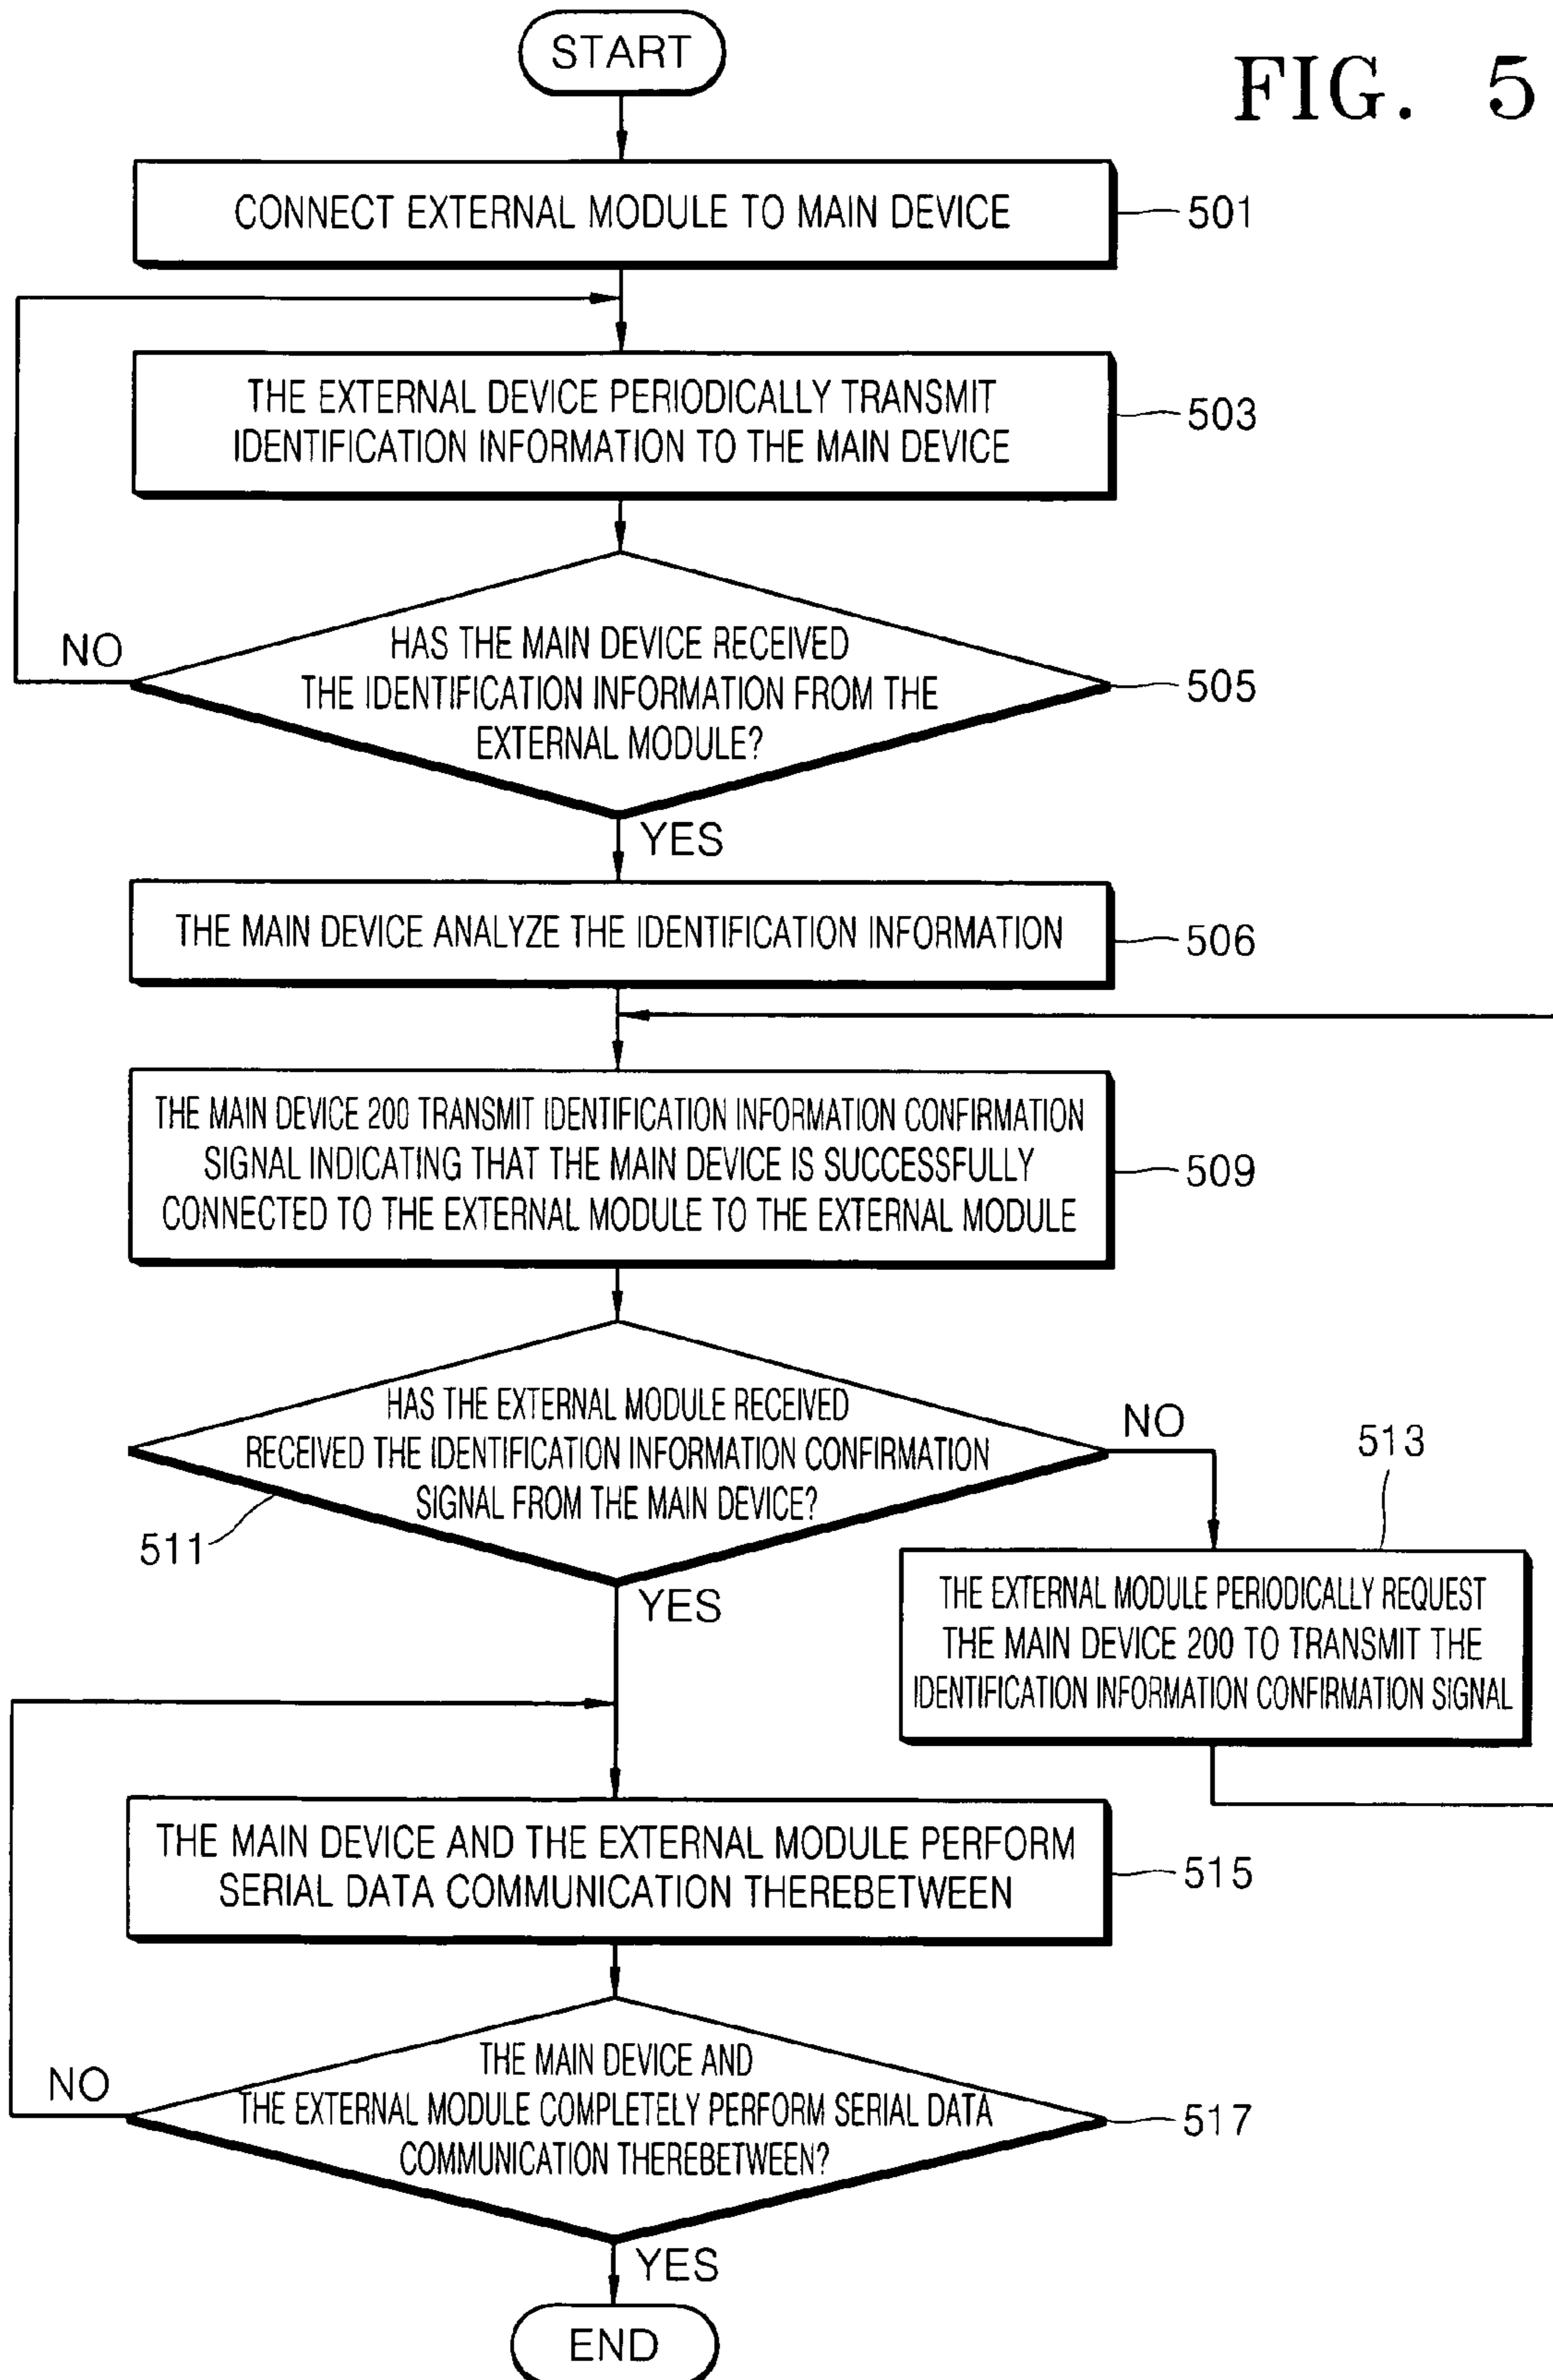 START
FIG. 5
CONNECT EXTERNAL MODULE TO MAIN DEVICE
501
THE EXTERNAL DEVICE PERIODICALLY TRANSMIT
IDENTIFICATION INFORMATION TO THE MAIN DEVICE
503
NO
HAS THE MAIN DEVICE RECEIVED
THE IDENTIFICATION INFORMATION FROM THE
EXTERNAL MODULE?
505
YES
THE MAIN DEVICE ANALYZE THE IDENTIFICATION INFORMATION
506
THE MAIN DEVICE 200 TRANSMIT IDENTIFICATION INFORMATION CONFIRMATION
SIGNAL INDICATING THAT THE MAIN DEVICE IS SUCCESSFULLY
CONNECTED TO THE EXTERNAL MODULE TO THE EXTERNAL MODULE
509
HAS THE EXTERNAL MODULE RECEIVED
RECEIVED THE IDENTIFICATION INFORMATION CONFIRMATION
SIGNAL FROM THE MAIN DEVICE?
511
NO
513
YES
THE EXTERNAL MODULE PERIODICALLY REQUEST
THE MAIN DEVICE 200 TO TRANSMIT THE
IDENTIFICATION INFORMATION CONFIRMATION SIGNAL
THE MAIN DEVICE AND THE EXTERNAL MODULE PERFORM
SERIAL DATA COMMUNICATION THEREBETWEEN
515
NO
THE MAIN DEVICE AND
THE EXTERNAL MODULE COMPLETELY PERFORM SERIAL DATA
COMMUNICATION THEREBETWEEN?
517
YES
END